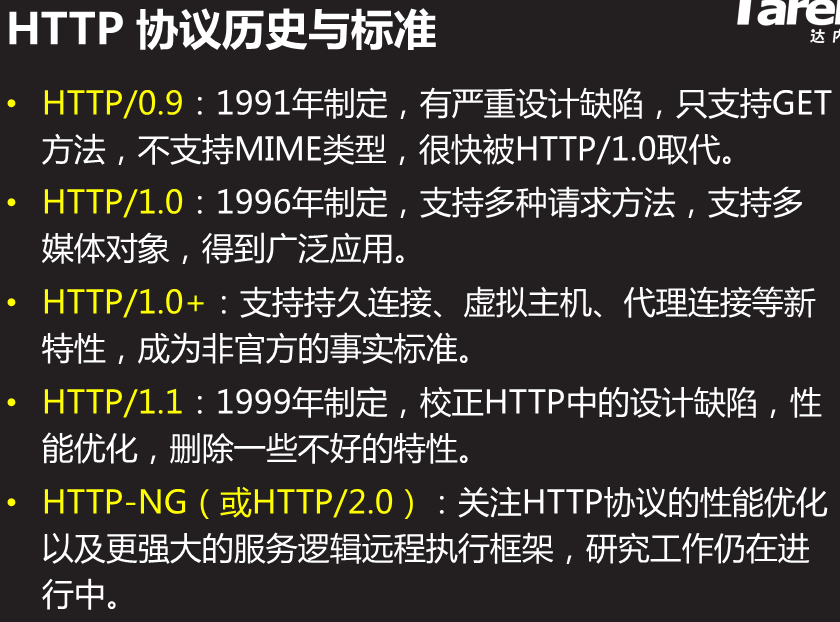 HTTP 协议历史与标准
达
• HTTP/0.9：1991年制定，有严重设计缺陷，只支持GET
方法，不支持MIME类型，很快被HTTP/1.0取代。
• HTTP/1.0：1996年制定，支持多种请求方法，支持多
媒体对象，得到广泛应用。
• HTTP/1.0+：支持持久连接、虚拟主机、代理连接等新
特性，成为非官方的事实标准。
• HTTP/1.1：1999年制定，校正HTTP中的设计缺陷，性
能优化，删除一些不好的特性。
• HTTP-NG（或HTTP/2.0）：关注HTTP协议的性能优化
以及更强大的服务逻辑远程执行框架，研究工作仍在进
行中。